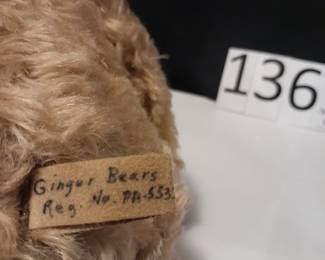 Ginger Bears
Reg. No. PA-553
136